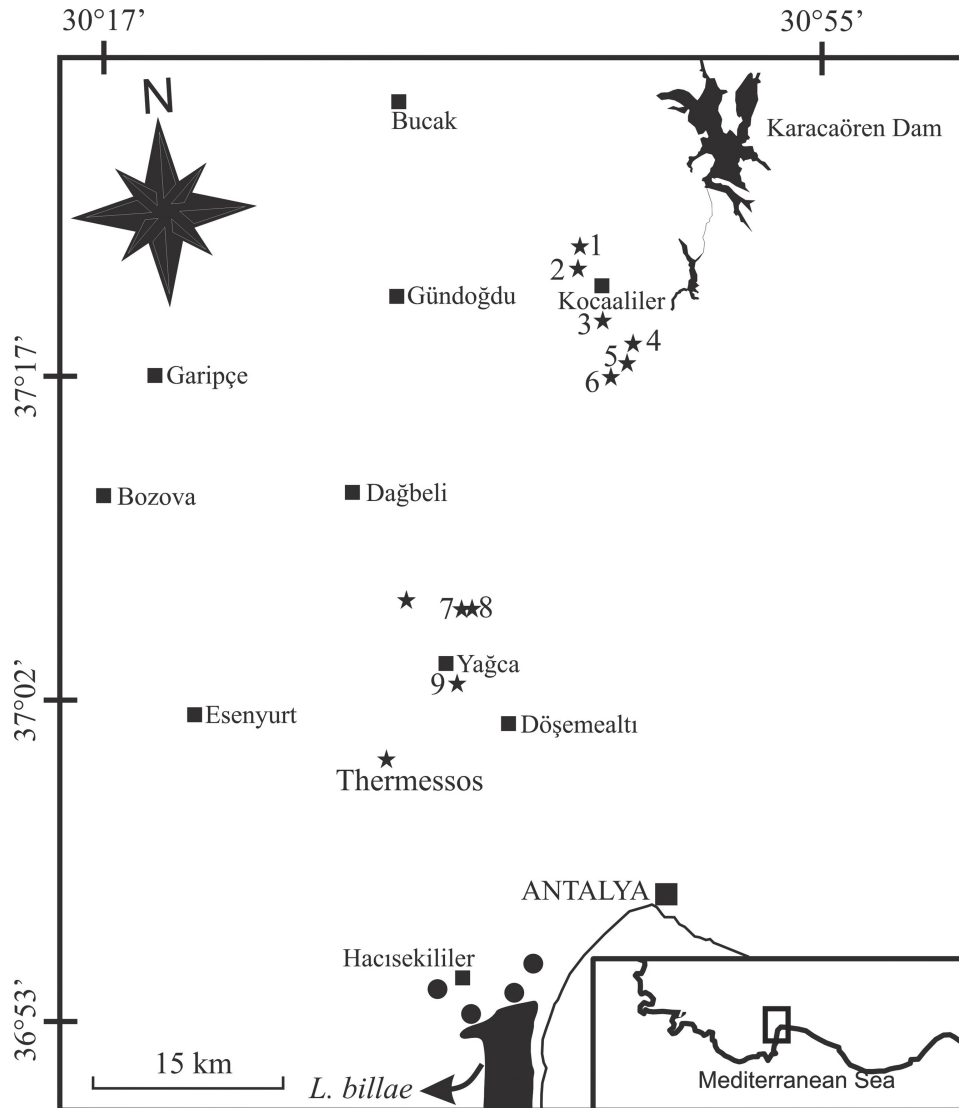 30°17’
30°55’
N
Bucak
Karacaören Dam
1
2
Kocaaliler
Gündoğdu
3
4
5
6
37°17’
Garipçe
Bozova
Dağbeli
7
8
Yağca
9
37°02’
Esenyurt
Döşemealtı
Thermessos
ANTALYA
Hacısekililer
36°53’
15 km
L. billae
Mediterranean Sea